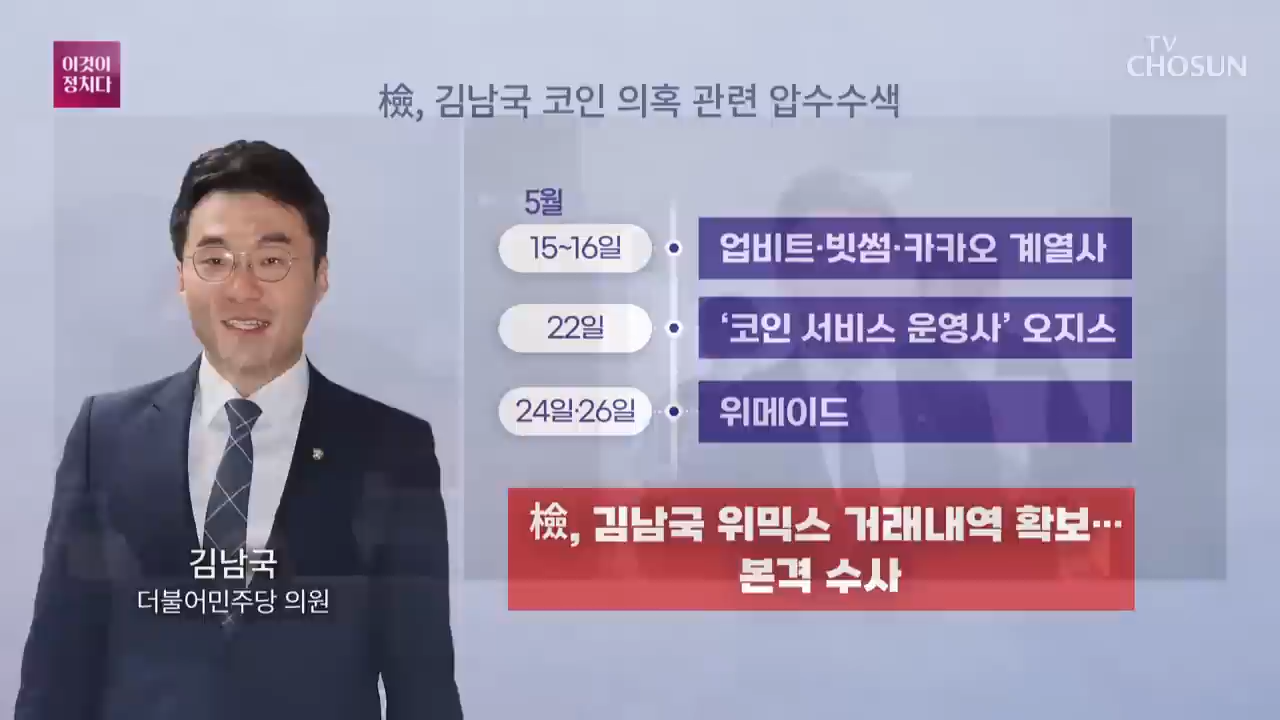 이것이
정치다
TV
CHOSUN
檢, 김남국 코인 의혹 관련 압수수색
5월
15~16일
업비트·빗썸·카카오 계열사
22일
‘코인 서비스 운영사’ 오지스
24일·26일
위메이드
檢, 김남국 위믹스 거래내역 확보…
본격 수사
김남국
더불어민주당 의원